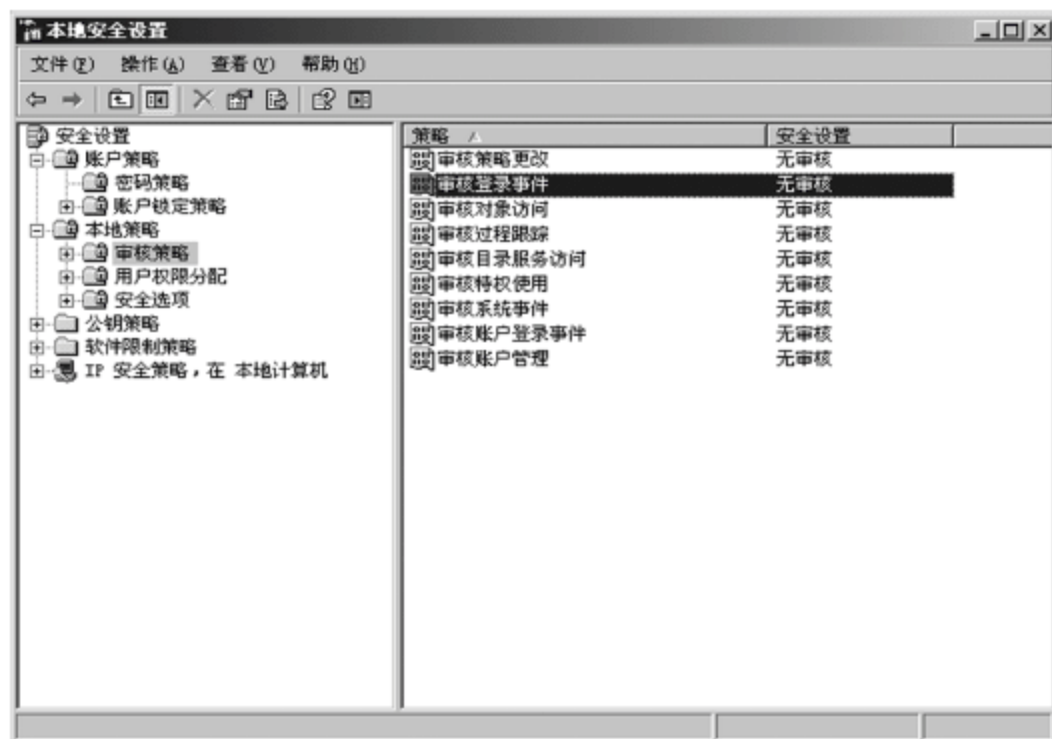 本地安全设置
文件(F) 操作(A) 查看(V) 帮助(H)
安全设置
账户策略
密码策略
账户锁定策略
本地策略
审核策略
用户权限分配
安全选项
公钥策略
软件限制策略
IP 安全策略，在 本地计算机
策略 安全设置
审核策略更改 无审核
审核登录事件 无审核
审核对象访问 无审核
审核过程跟踪 无审核
审核目录服务访问 无审核
审核特权使用 无审核
审核系统事件 无审核
审核账户登录事件 无审核
审核账户管理 无审核